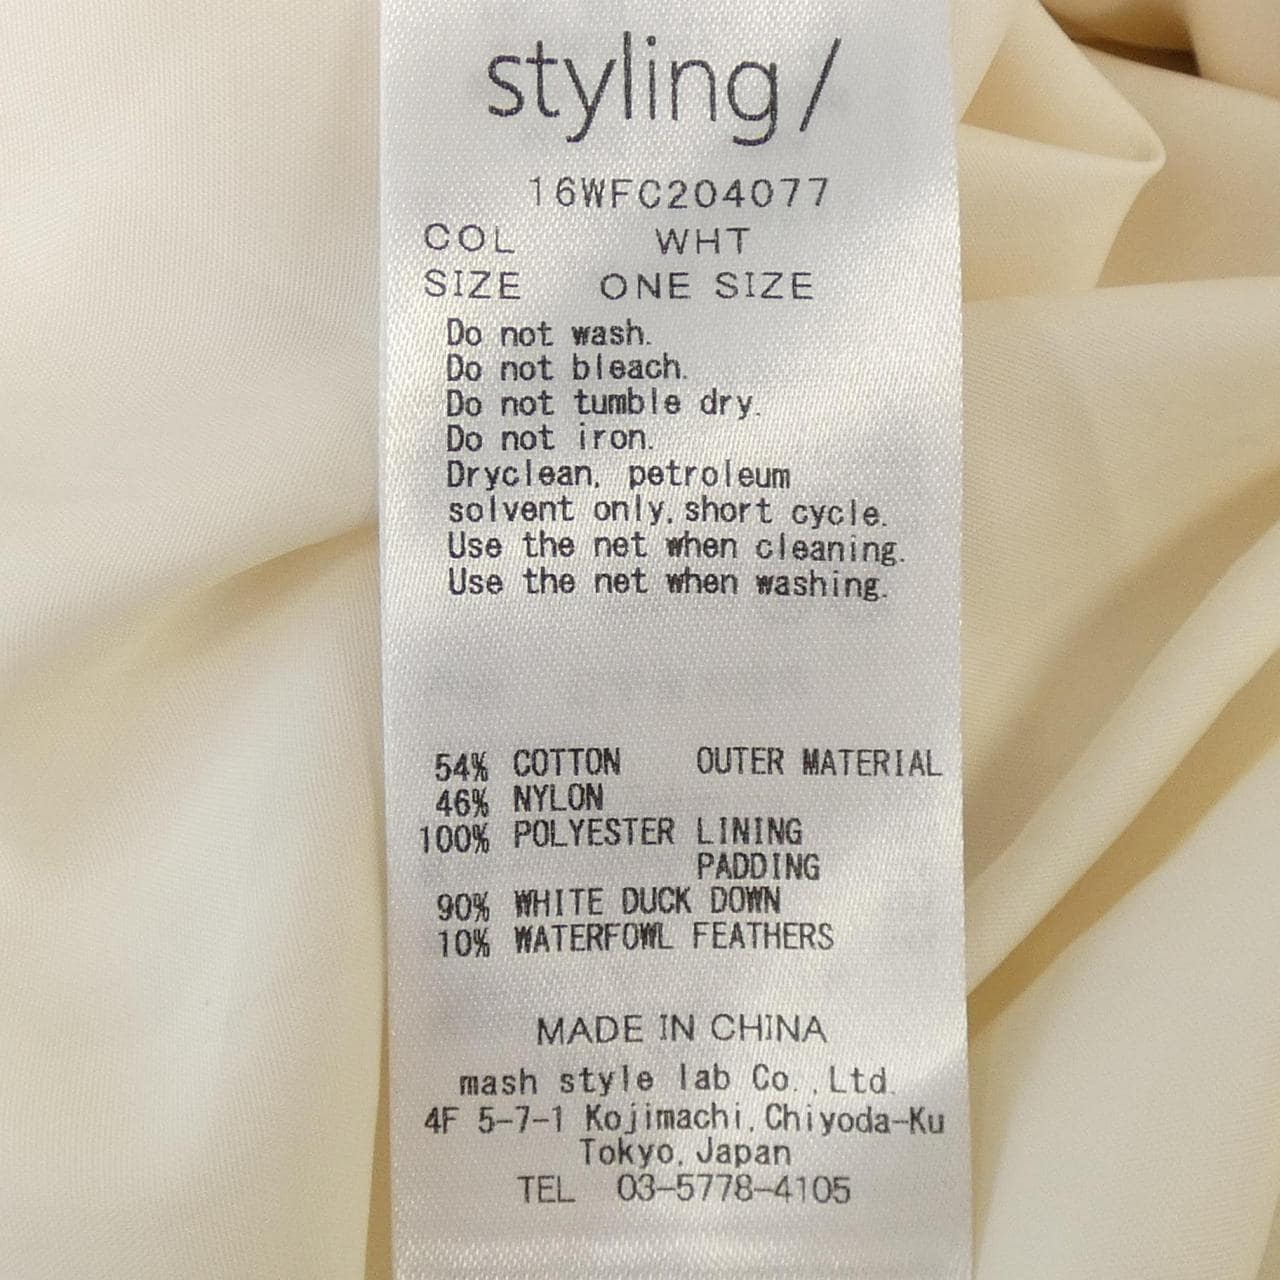 styling/
16WFC204077
COL WHT
SIZE ONE SIZE
Do not wash.
Do not bleach.
Do not tumble dry.
Do not iron.
Dryclean, petroleum
solvent only, short cycle.
Use the net when cleaning.
Use the net when washing.
54% COTTON OUTER MATERIAL
46% NYLON
100% POLYESTER LINING
PADDING
90% WHITE DUCK DOWN
10% WATERFOWL FEATHERS
MADE IN CHINA
mash style lab Co.,Ltd.
4F 5-7-1 Kojimachi, Chiyoda-Ku
Tokyo, Japan
TEL 03-5778-4105